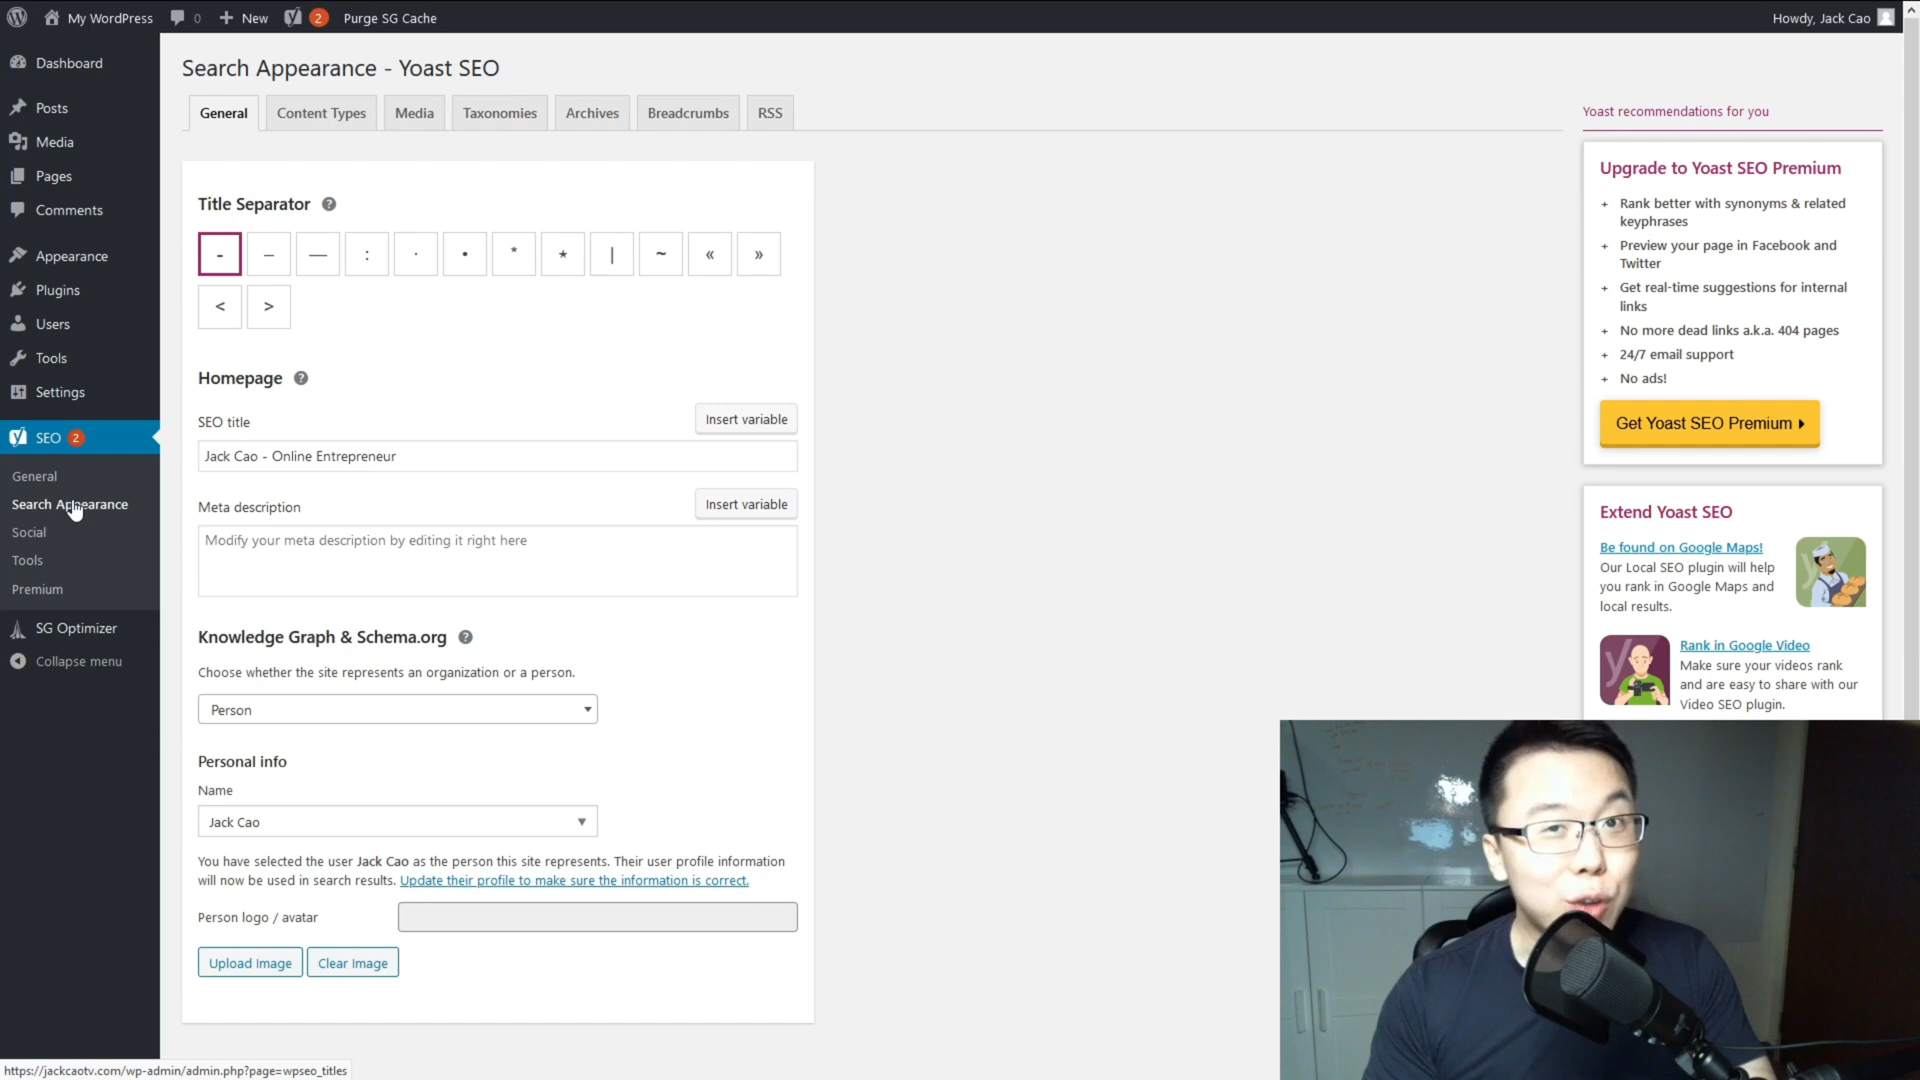 My WordPress
0
New
2
Purge SG Cache
Howdy, Jack Cao
Dashboard
Posts
Media
Pages
Comments
Appearance
Plugins
Users
Tools
Settings
SEO 2
General
Search Appearance
Social
Tools
Premium
SG Optimizer
Collapse menu
Search Appearance - Yoast SEO
General
Content Types
Media
Taxonomies
Archives
Breadcrumbs
RSS
Title Separator ?
- – — : · • * ⋆ | ~ « »
< >
Homepage ?
SEO title
Insert variable
Jack Cao - Online Entrepreneur
Meta description
Insert variable
Modify your meta description by editing it right here
Knowledge Graph & Schema.org ?
Choose whether the site represents an organization or a person.
Person
Personal info
Name
Jack Cao
You have selected the user Jack Cao as the person this site represents. Their user profile information
will now be used in search results. Update their profile to make sure the information is correct.
Person logo / avatar
Upload Image
Clear Image
Yoast recommendations for you
Upgrade to Yoast SEO Premium
+ Rank better with synonyms & related
keyphrases
+ Preview your page in Facebook and
Twitter
+ Get real-time suggestions for internal
links
+ No more dead links a.k.a. 404 pages
+ 24/7 email support
+ No ads!
Get Yoast SEO Premium
Extend Yoast SEO
Be found on Google Maps!
Our Local SEO plugin will help
you rank in Google Maps and
local results.
Rank in Google Video
Make sure your videos rank
and are easy to share with our
Video SEO plugin.
https://jackcaotv.com/wp-admin/admin.php?page=wpseo_titles